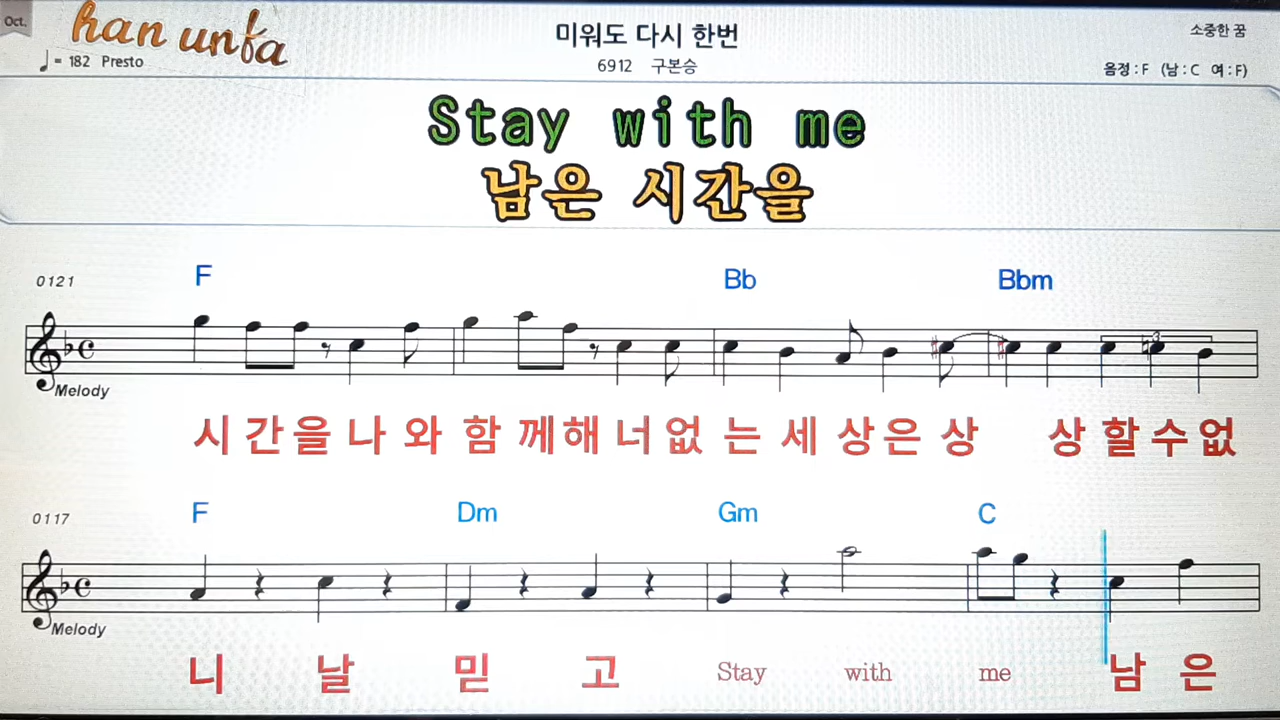 Oct.
han unfa
미워도 다시 한번
소중한 꿈
♩ = 182 Presto
6912 구본승
음정 : F (남 : C 여 : F)
Stay with me
남은 시간을
0121
F Bb Bbm
3
Melody
시 간 을 나 와 함 께 해 너 없 는 세 상 은 상 상 할 수 없
0117
F Dm Gm C
Melody
니 날 믿 고 Stay with me 남 은